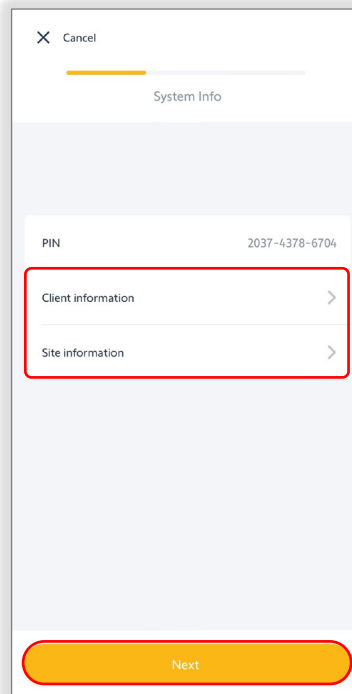 Cancel
System Info
PIN 2037-4378-6704
Client information
Site information
Next